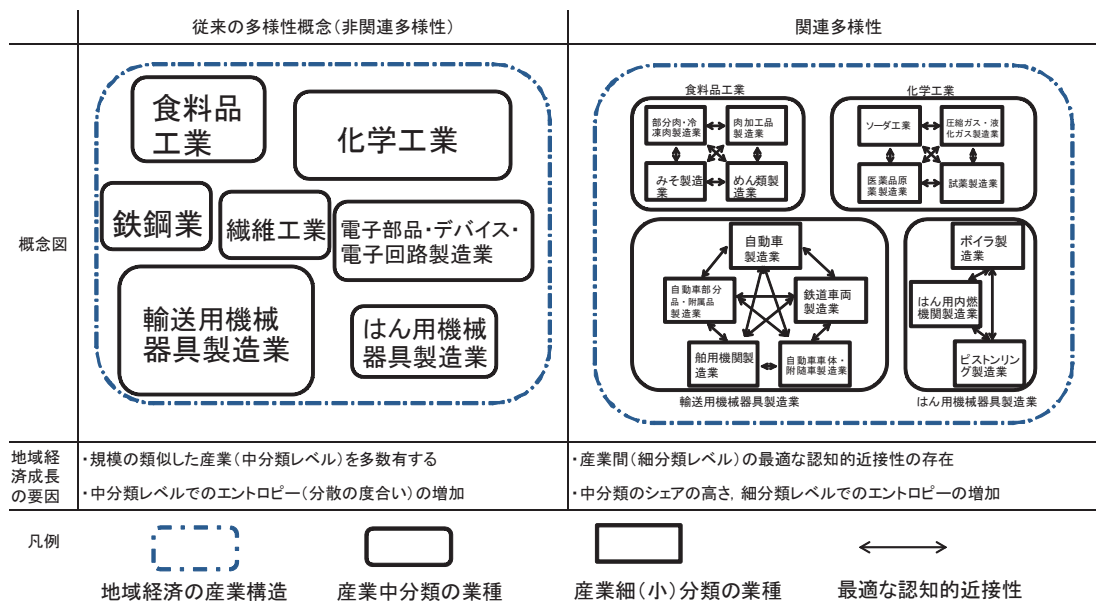 従来の多様性概念(非関連多様性)
関連多様性
概念図
食料品
工業
化学工業
鉄鋼業
繊維工業
電子部品・デバイス・
電子回路製造業
輸送用機械
器具製造業
はん用機械
器具製造業
食料品工業
部分肉・冷
凍肉製造業
肉加工品
製造業
みそ製造
業
めん類製
造業
化学工業
ソーダ工業
圧縮ガス・液
化ガス製造業
医薬品原
薬製造業
試薬製造業
自動車
製造業
自動車部分
品・附属品
製造業
鉄道車両
製造業
舶用機関製
造業
自動車車体・
附随車製造業
輸送用機械器具製造業
ボイラ製
造業
はん用内燃
機関製造業
ピストンリン
グ製造業
はん用機械器具製造業
地域経
済成長
の要因
・規模の類似した産業(中分類レベル)を多数有する
・中分類レベルでのエントロピー(分散の度合い)の増加
・産業間(細分類レベル)の最適な認知的近接性の存在
・中分類のシェアの高さ, 細分類レベルでのエントロピーの増加
凡例
地域経済の産業構造
産業中分類の業種
産業細(小)分類の業種
最適な認知的近接性